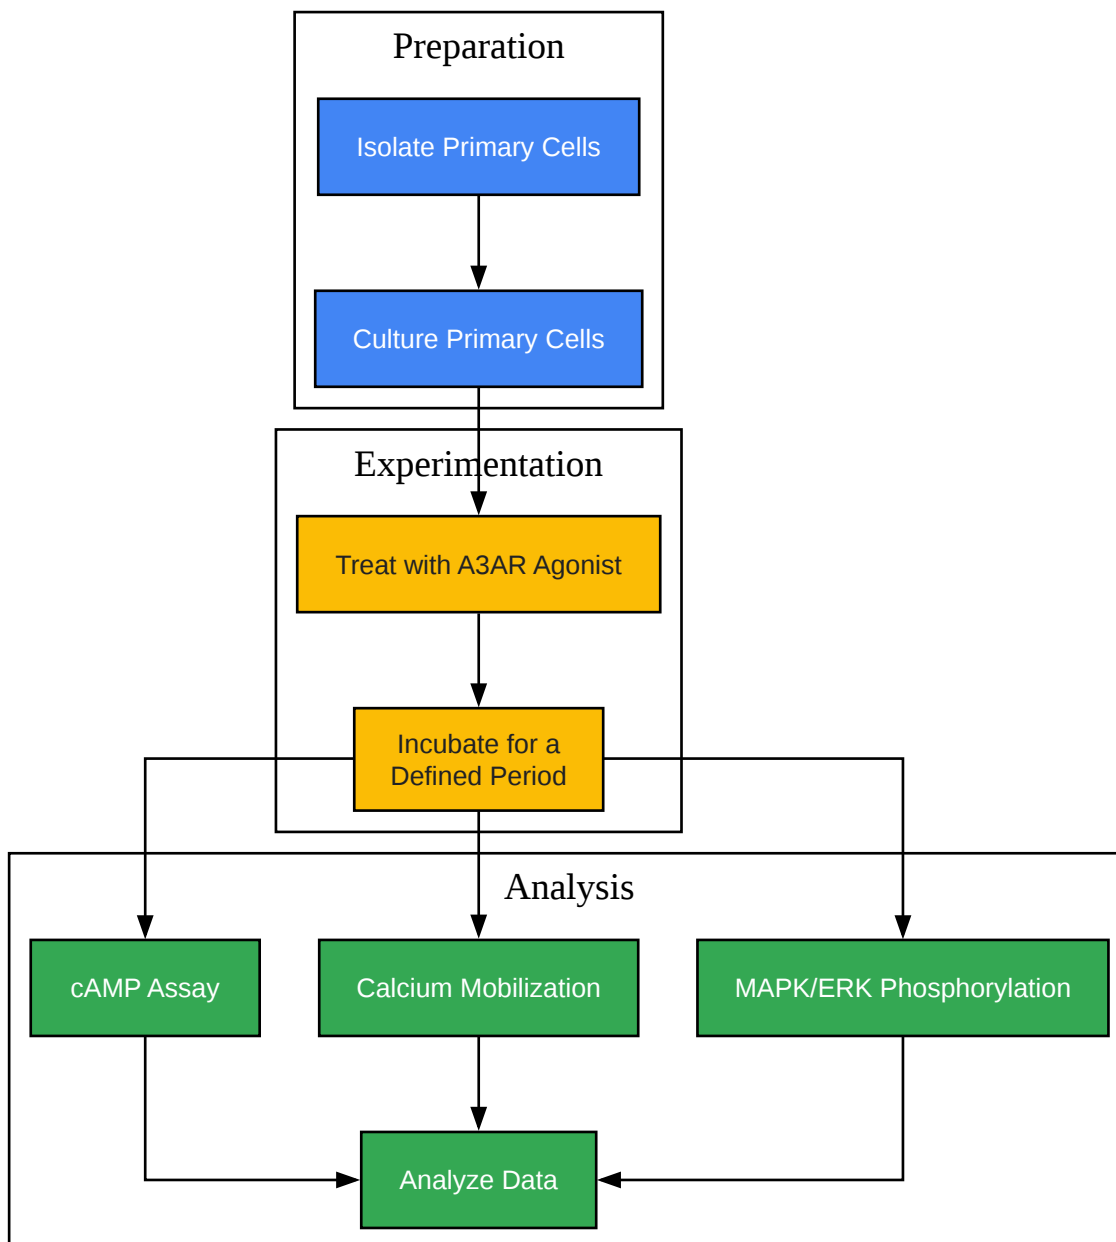 Preparation
Isolate Primary Cells
Culture Primary Cells
Experimentation
Treat with A3AR Agonist
Incubate for a
Defined Period
Analysis
cAMP Assay
Calcium Mobilization
MAPK/ERK Phosphorylation
Analyze Data